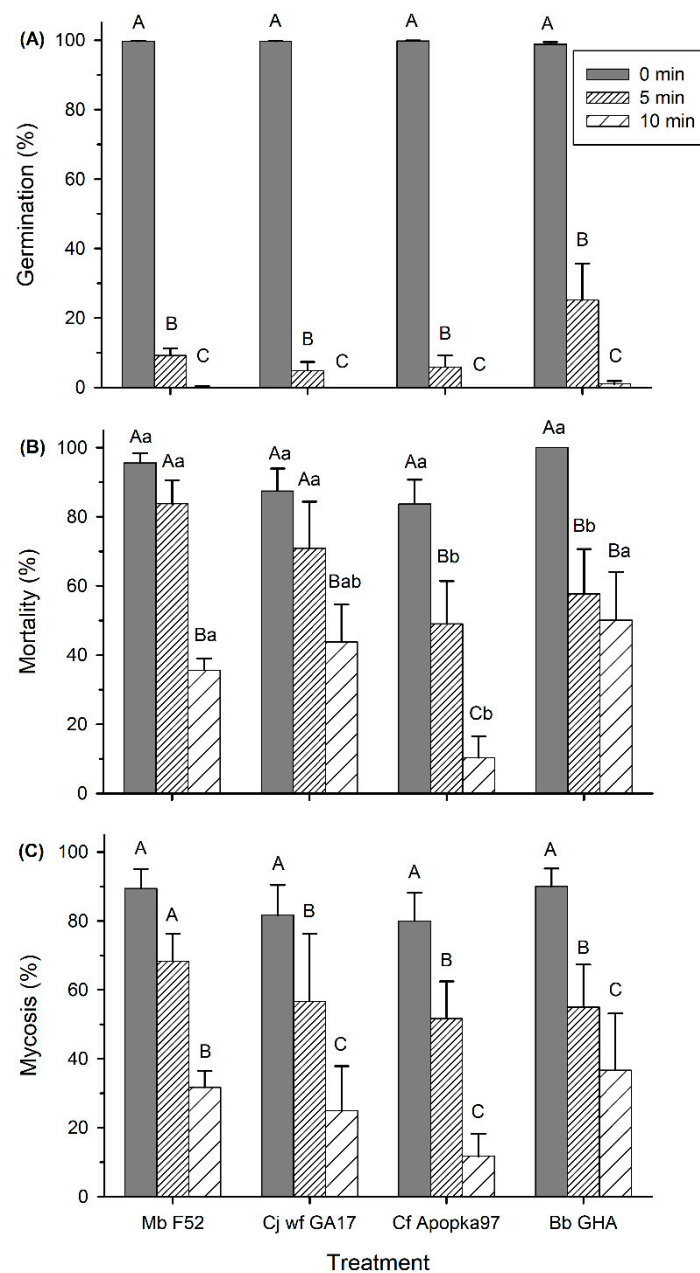 (A)
A A A A
100
80
60
40
20
0
Germination (%)
0 min
5 min
10 min
B C B C B C B C
(B)
Aa Aa Ba Aa Aa Bab Aa Bb Cb Aa Bb Ba
100
80
60
40
20
0
Mortality (%)
(C)
A A B A B C A B C A B C
100
80
60
40
20
0
Mycosis (%)
Mb F52 Cj wf GA17 Cf Apopka97 Bb GHA
Treatment